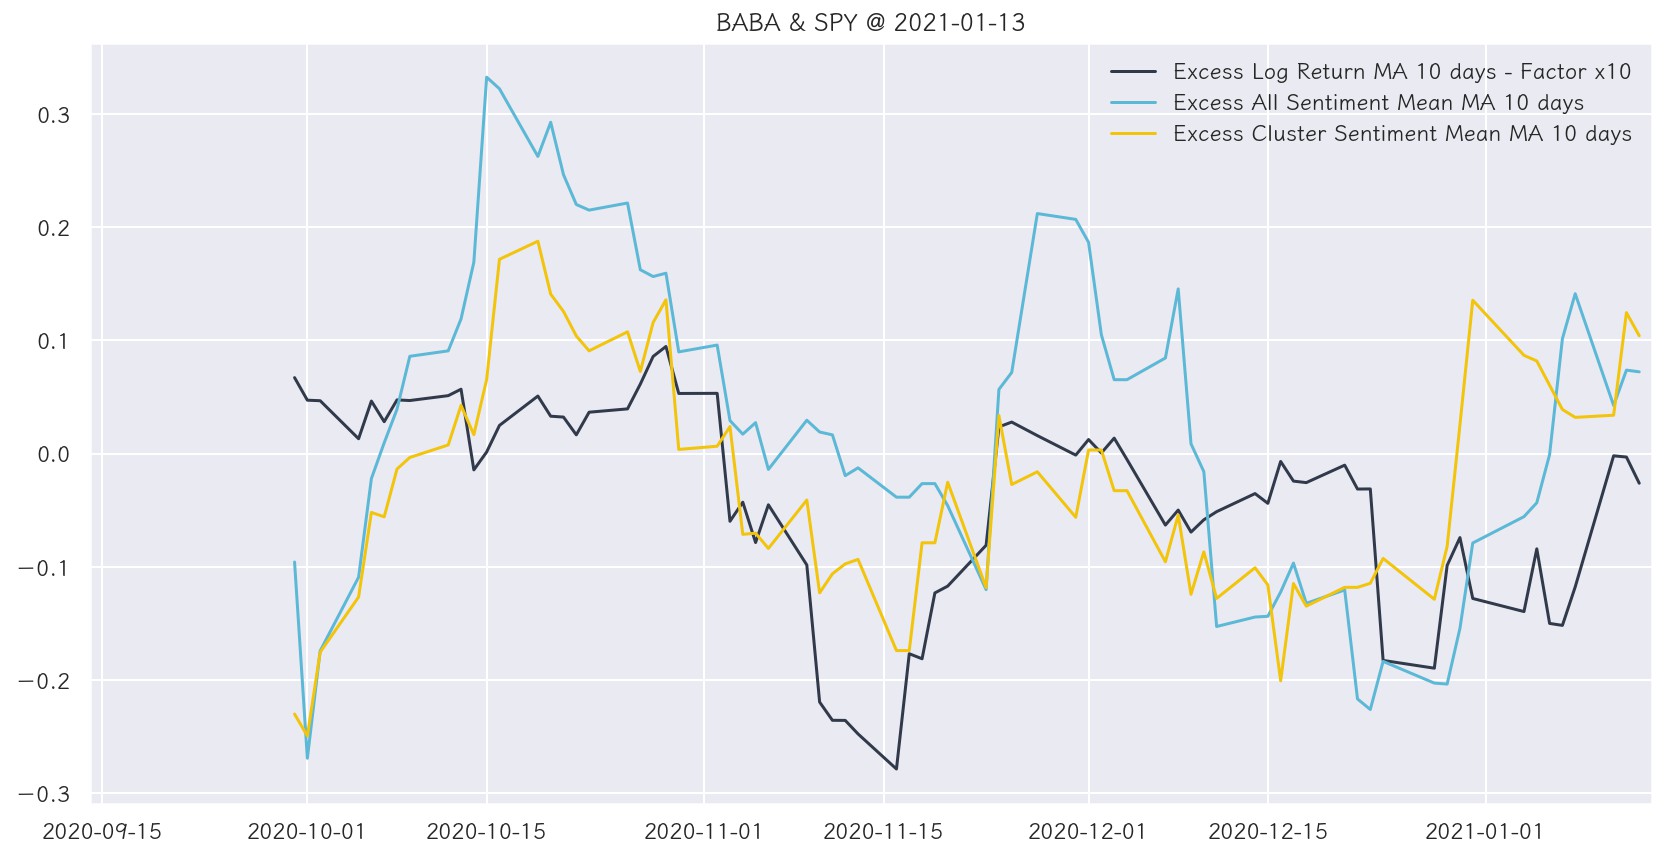 BABA & SPY @ 2021-01-13
Excess Log Return MA 10 days - Factor x10
Excess All Sentiment Mean MA 10 days
Excess Cluster Sentiment Mean MA 10 days
0.3
0.2
0.1
0.0
−0.1
−0.2
−0.3
2020-09-15 2020-10-01 2020-10-15 2020-11-01 2020-11-15 2020-12-01 2020-12-15 2021-01-01